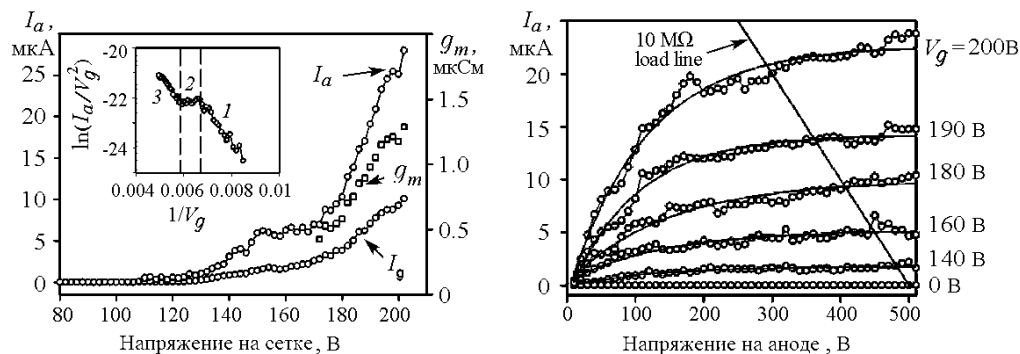 I_a,
мкА
25
20
15
10
5
0
80 100 120 140 160 180 200
Напряжение на сетке , В
g_m,
мкСм
1.5
1.0
0.5
0
I_a
g_m
I_g
ln(I_a/V_g^2)
-20
-22
-24
0.004 0.006 0.008 0.01
1/V_g
3 2 1
I_a,
мкА
20
15
10
5
0
0 100 200 300 400 500
Напряжение на аноде , В
10 MΩ
load line
V_g=200В
190 В
180 В
160 В
140 В
0 В